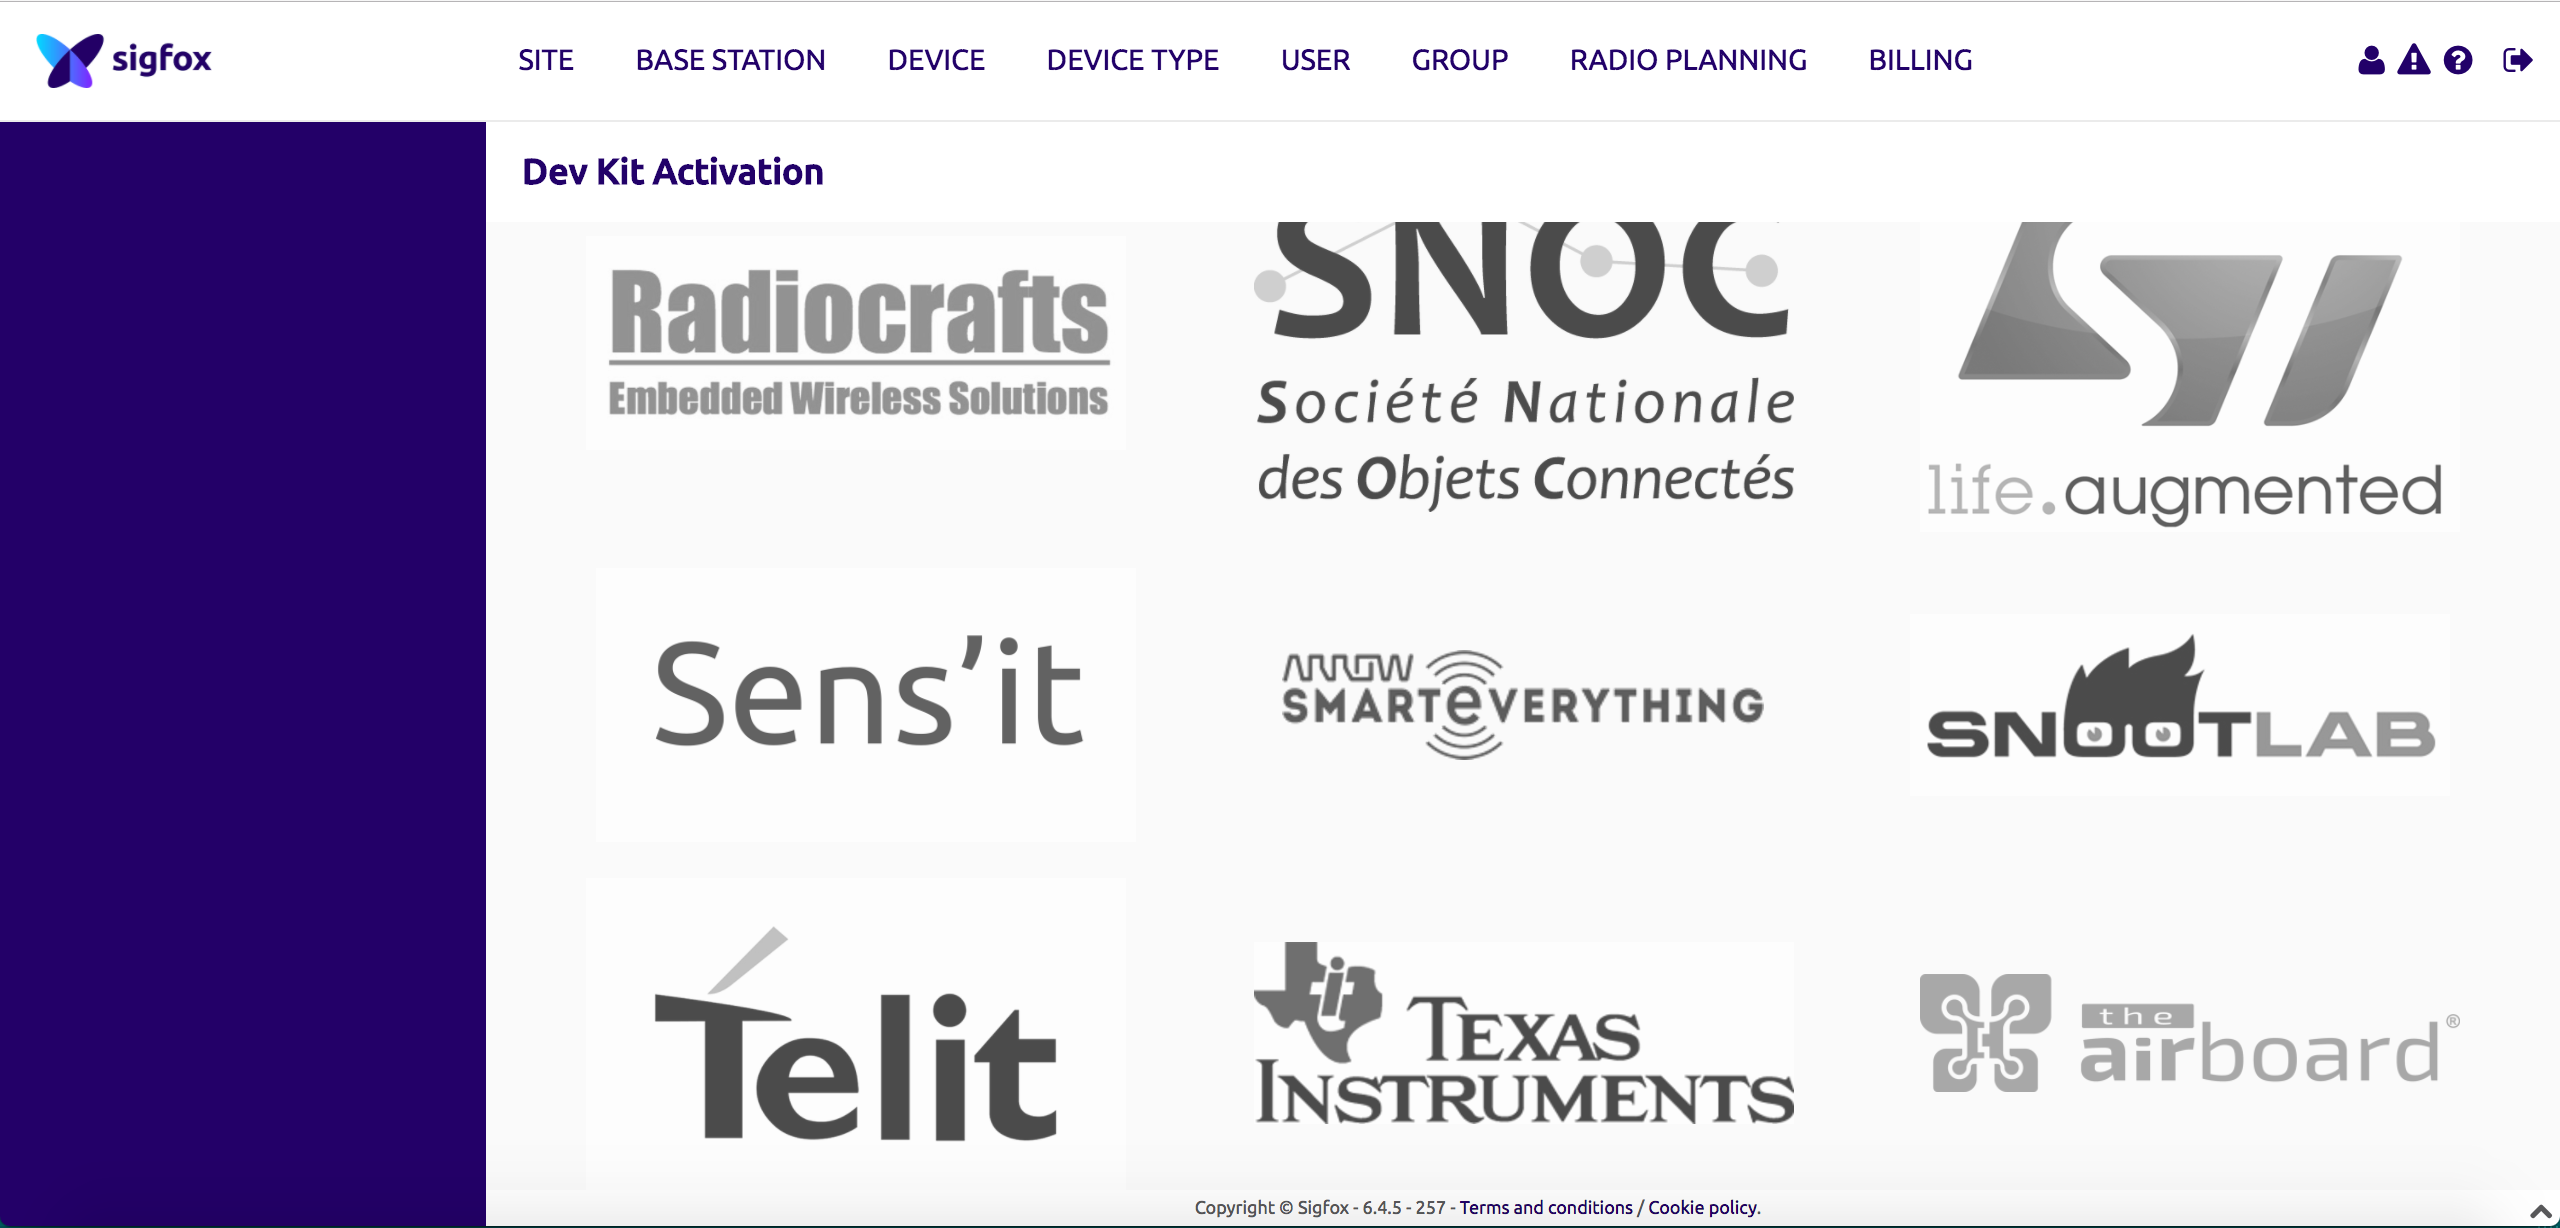 sigfox
SITE BASE STATION DEVICE DEVICE TYPE USER GROUP RADIO PLANNING BILLING
Dev Kit Activation
Radiocrafts
Embedded Wireless Solutions
SNOC
Société Nationale
des Objets Connectés
ST
life.augmented
Sens'it
ARROW
SMARTeVERYTHING
SNOOTLAB
Telit
TEXAS
INSTRUMENTS
the
airboard®
Copyright © Sigfox - 6.4.5 - 257 - Terms and conditions / Cookie policy.